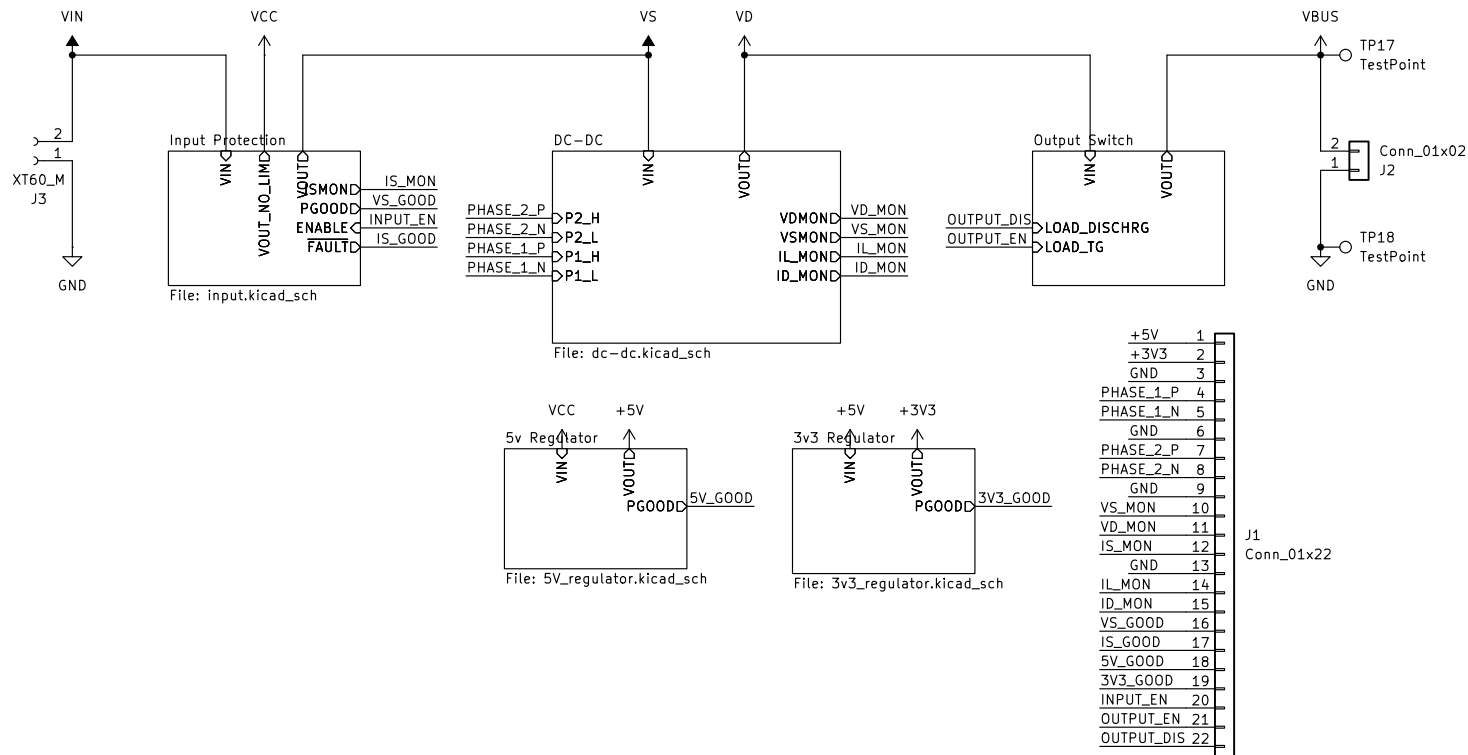 VIN
VCC
VS
VD
VBUS
TP17
TestPoint
2
1
XT60_M
J3
GND
Input Protection
VIN
VOUT_NO_LIM
VOUT
ISMON
PGOOD
ENABLE
FAULT
IS_MON
VS_GOOD
INPUT_EN
IS_GOOD
File: input.kicad_sch
DC-DC
VIN
VOUT
PHASE_2_P
PHASE_2_N
PHASE_1_P
PHASE_1_N
P2_H
P2_L
P1_H
P1_L
VDMON
VSMON
IL_MON
ID_MON
VD_MON
VS_MON
IL_MON
ID_MON
File: dc-dc.kicad_sch
Output Switch
VIN
VOUT
OUTPUT_DIS
OUTPUT_EN
LOAD_DISCHRG
LOAD_TG
2
1
Conn_01x02
J2
TP18
TestPoint
GND
VCC
+5V
5v Regulator
VIN
VOUT
PGOOD
5V_GOOD
File: 5V_regulator.kicad_sch
+5V
+3V3
3v3 Regulator
VIN
VOUT
PGOOD
3V3_GOOD
File: 3v3_regulator.kicad_sch
+5V 1
+3V3 2
GND 3
PHASE_1_P 4
PHASE_1_N 5
GND 6
PHASE_2_P 7
PHASE_2_N 8
GND 9
VS_MON 10
VD_MON 11
IS_MON 12
GND 13
IL_MON 14
ID_MON 15
VS_GOOD 16
IS_GOOD 17
5V_GOOD 18
3V3_GOOD 19
INPUT_EN 20
OUTPUT_EN 21
OUTPUT_DIS 22
J1
Conn_01x22